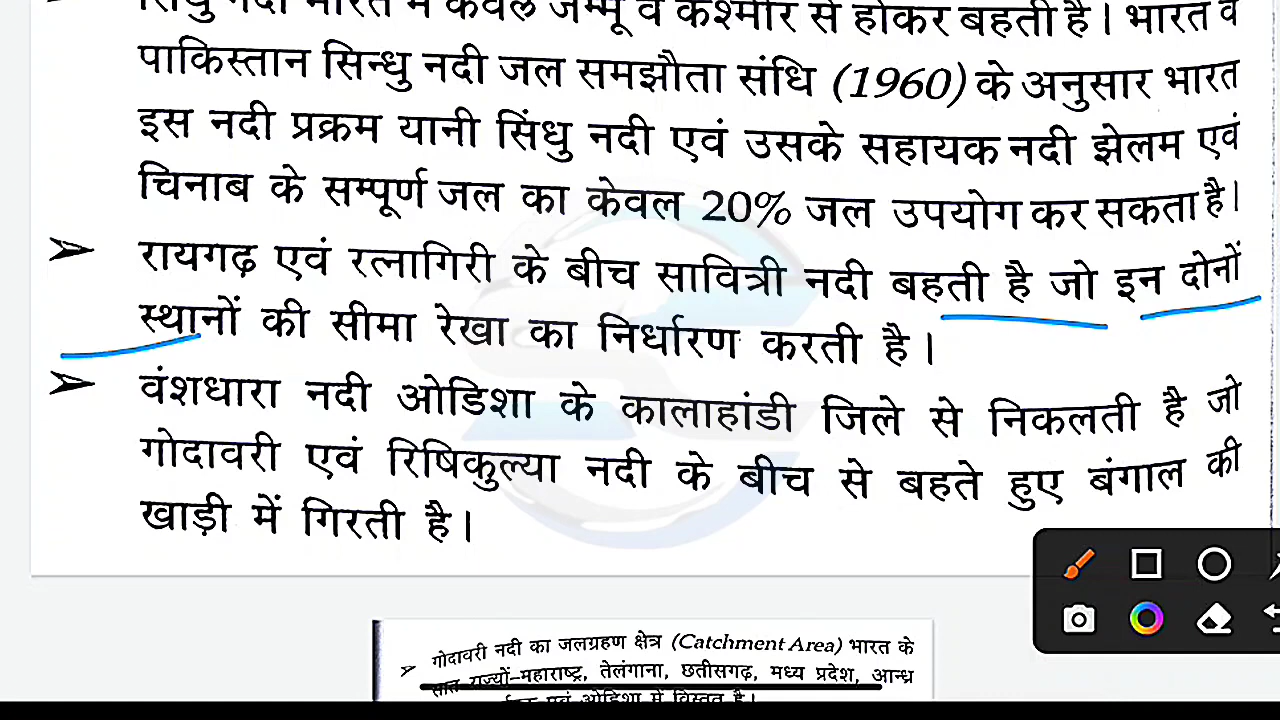 सिंधु नदी भारत में केवल जम्मू व कश्मीर से होकर बहती है। भारत व
पाकिस्तान सिन्धु नदी जल समझौता संधि (1960) के अनुसार भारत
इस नदी प्रक्रम यानी सिंधु नदी एवं उसके सहायक नदी झेलम एवं
चिनाब के सम्पूर्ण जल का केवल 20% जल उपयोग कर सकता है।
➢ रायगढ़ एवं रत्नागिरी के बीच सावित्री नदी बहती है जो इन दोनों
स्थानों की सीमा रेखा का निर्धारण करती है।
➢ वंशधारा नदी ओडिशा के कालाहांडी जिले से निकलती है जो
गोदावरी एवं रिषिकुल्या नदी के बीच से बहते हुए बंगाल की
खाड़ी में गिरती है।
➢ गोदावरी नदी का जलग्रहण क्षेत्र (Catchment Area) भारत के
सात राज्यों–महाराष्ट्र, तेलंगाना, छतीसगढ़, मध्य प्रदेश, आन्ध्र
एवं ओडिशा में विस्तृत है।